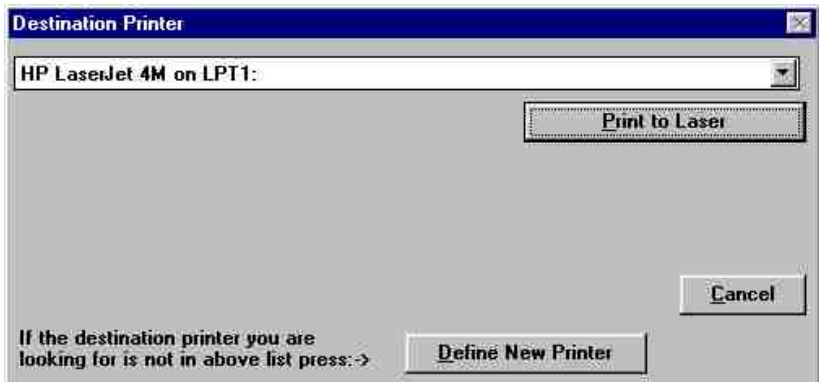 Destination Printer
HP LaserJet 4M on LPT1:
Print to Laser
Cancel
If the destination printer you are
looking for is not in above list press:->
Define New Printer